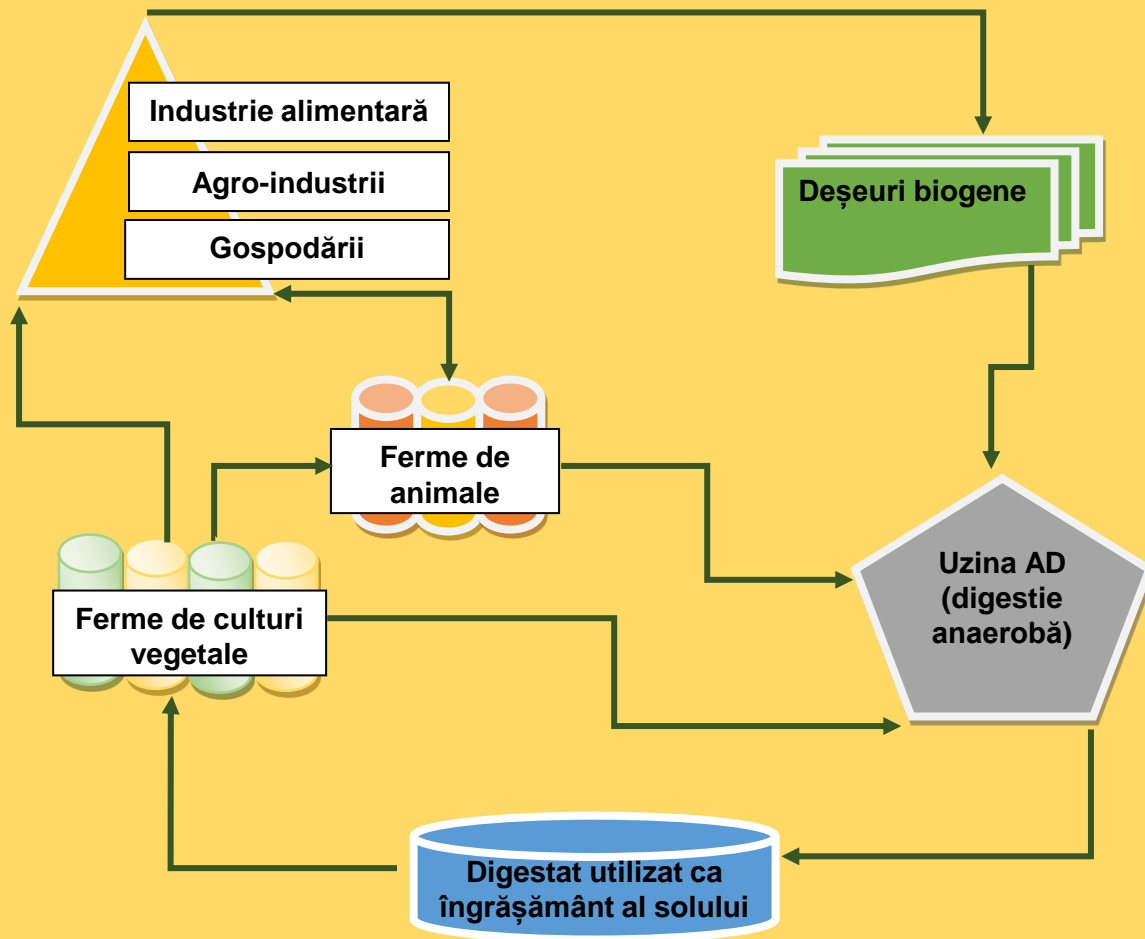 Industrie alimentară
Agro-industrii
Gospodării
Deșeuri biogene
Ferme de
animale
Uzina AD
(digestie
anaerobă)
Ferme de culturi
vegetale
Digestat utilizat ca
îngrășământ al solului